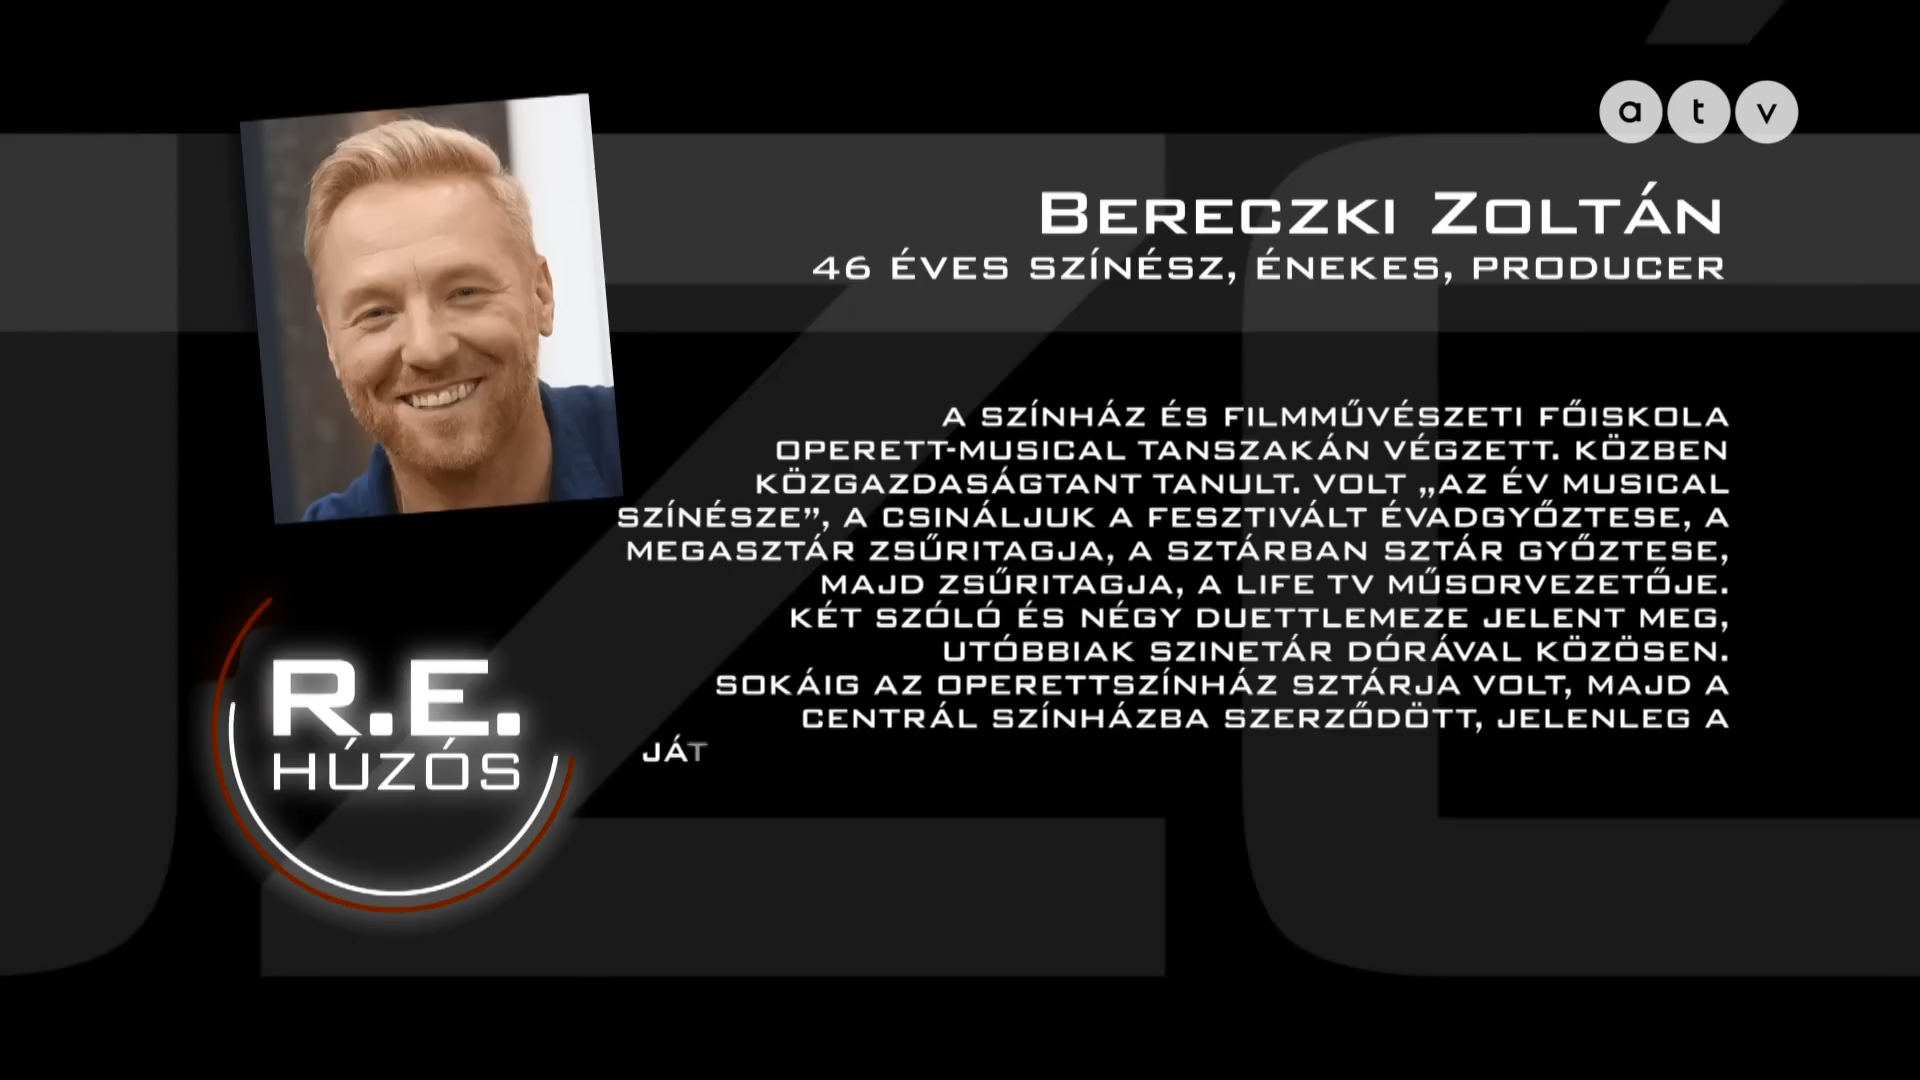 a t v
BERECZKI ZOLTÁN
46 ÉVES SZÍNÉSZ, ÉNEKES, PRODUCER
A SZÍNHÁZ ÉS FILMMŰVÉSZETI FŐISKOLA
OPERETT-MUSICAL TANSZAKÁN VÉGZETT. KÖZBEN
KÖZGAZDASÁGTANT TANULT. VOLT „AZ ÉV MUSICAL
SZÍNÉSZE”, A CSINÁLJUK A FESZTIVÁLT ÉVADGYŐZTESE, A
MEGASZTÁR ZSŰRITAGJA, A SZTÁRBAN SZTÁR GYŐZTESE,
MAJD ZSŰRITAGJA, A LIFE TV MŰSORVEZETŐJE.
KÉT SZÓLÓ ÉS NÉGY DUETTLEMEZE JELENT MEG,
UTÓBBIAK SZINETÁR DÓRÁVAL KÖZÖSEN.
SOKÁIG AZ OPERETTSZÍNHÁZ SZTÁRJA VOLT, MAJD A
CENTRÁL SZÍNHÁZBA SZERZŐDÖTT, JELENLEG A
JÁT
R.E.
HÚZÓS